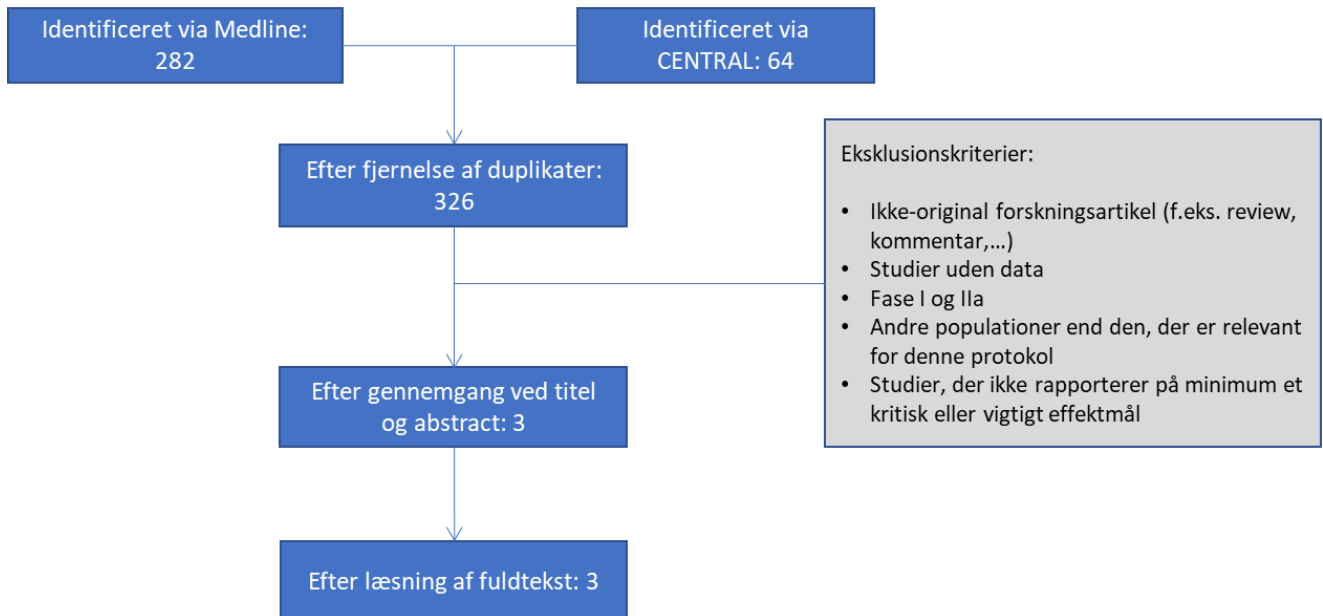 Identificeret via Medline:
282
Identificeret via
CENTRAL: 64
Efter fjernelse af duplikater:
326
Eksklusionskriterier:
• Ikke-original forskningsartikel (f.eks. review,
kommentar,...)
• Studier uden data
• Fase I og IIa
• Andre populationer end den, der er relevant
for denne protokol
• Studier, der ikke rapporterer på minimum et
kritisk eller vigtigt effektmål
Efter gennemgang ved titel
og abstract: 3
Efter læsning af fuldtekst: 3